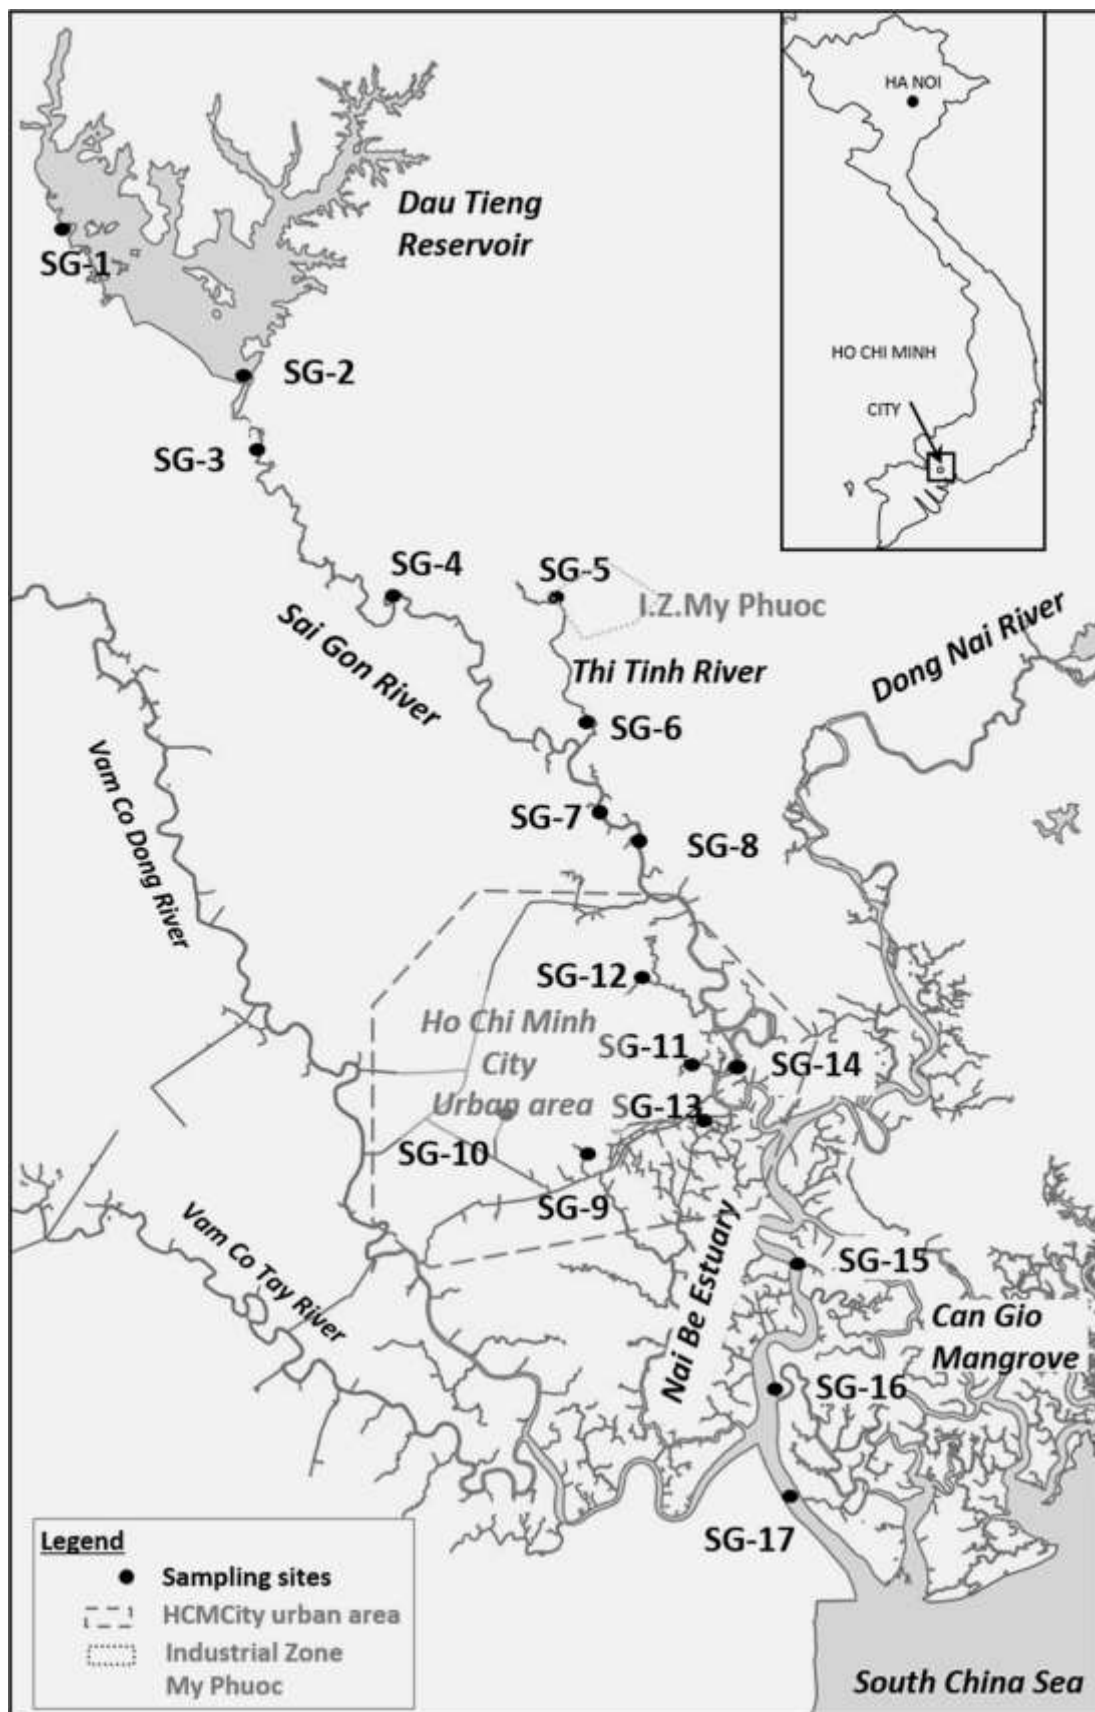 HA NOI
Dau Tieng
Reservoir
SG-1
HO CHI MINH
CITY
SG-2
SG-3
SG-4
SG-5
I.Z.My Phuoc
Sai Gon River
Thi Tinh River
Dong Nai River
SG-6
Vam Co Dong River
SG-7
SG-8
SG-12
Ho Chi Minh
City
Urban area
SG-11
SG-14
SG-13
SG-10
SG-9
Vam Co Tay River
Nai Be Estuary
SG-15
Can Gio
Mangrove
SG-16
SG-17
Legend
Sampling sites
HCMCity urban area
Industrial Zone
My Phuoc
South China Sea